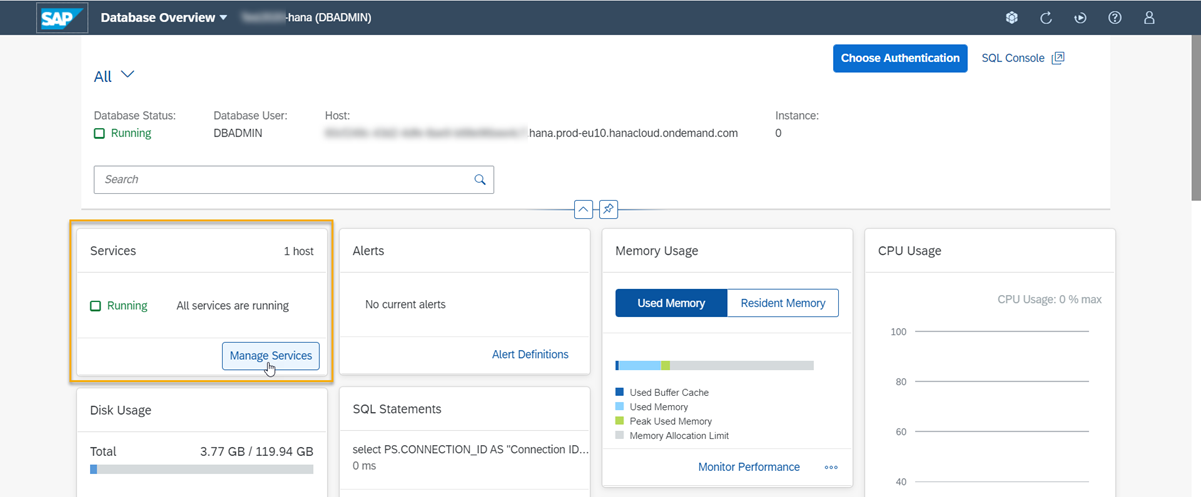 SAP Database Overview -hana (DBADMIN)
Choose Authentication SQL Console
All
Database Status: Database User: Host: Instance:
Running DBADMIN hana.prod-eu10.hanacloud.ondemand.com 0
Search
Services 1 host
Running All services are running
Manage Services
Alerts
No current alerts
Alert Definitions
Memory Usage
Used Memory Resident Memory
Used Buffer Cache
Used Memory
Peak Used Memory
Memory Allocation Limit
Monitor Performance
CPU Usage
CPU Usage: 0 % max
100
80
60
40
Disk Usage
Total 3.77 GB / 119.94 GB
SQL Statements
select PS.CONNECTION_ID AS "Connection ID...
0 ms